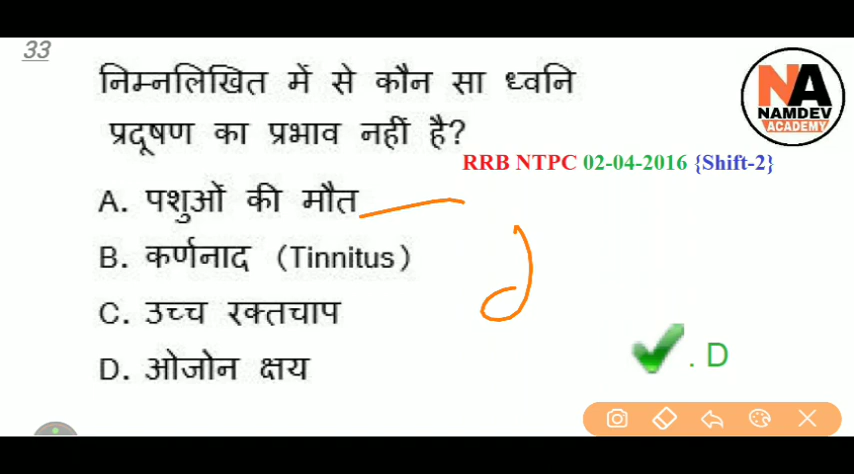 33
निम्नलिखित में से कौन सा ध्वनि
प्रदूषण का प्रभाव नहीं है?
NA
NAMDEV
ACADEMY
RRB NTPC 02-04-2016 {Shift-2}
A. पशुओं की मौत
B. कर्णनाद (Tinnitus)
C. उच्च रक्तचाप
D. ओजोन क्षय
. D